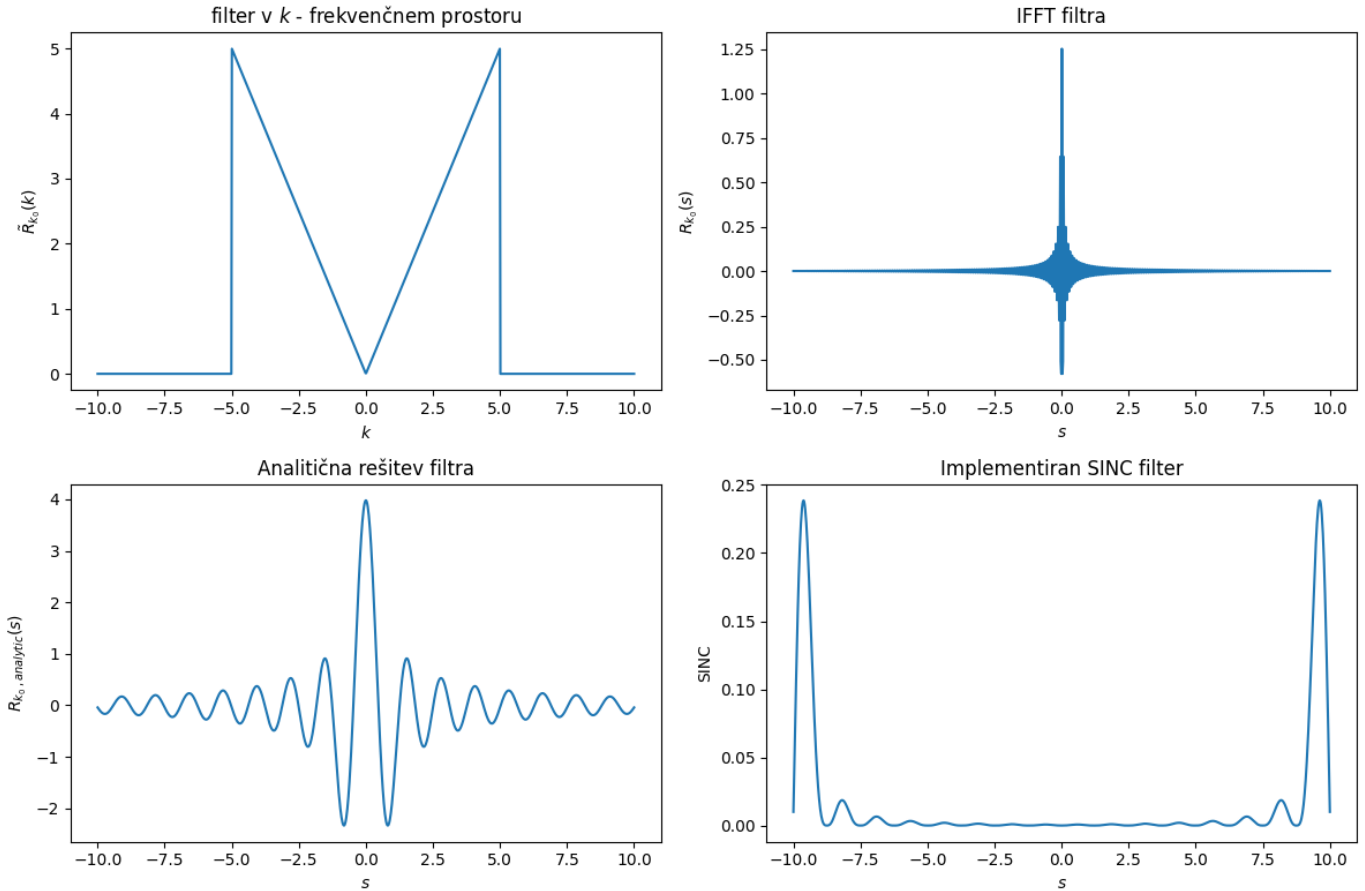 filter v k - frekvenčnem prostoru
R̃ₖ₀(k)
5
4
3
2
1
0
−10.0 −7.5 −5.0 −2.5 0.0 2.5 5.0 7.5 10.0
k
IFFT filtra
Rₖ₀(s)
1.25
1.00
0.75
0.50
0.25
0.00
−0.25
−0.50
−10.0 −7.5 −5.0 −2.5 0.0 2.5 5.0 7.5 10.0
s
Analitična rešitev filtra
Rₖ₀, analytic(s)
4
3
2
1
0
−1
−2
−10.0 −7.5 −5.0 −2.5 0.0 2.5 5.0 7.5 10.0
s
Implementiran SINC filter
SINC
0.25
0.20
0.15
0.10
0.05
0.00
−10.0 −7.5 −5.0 −2.5 0.0 2.5 5.0 7.5 10.0
s